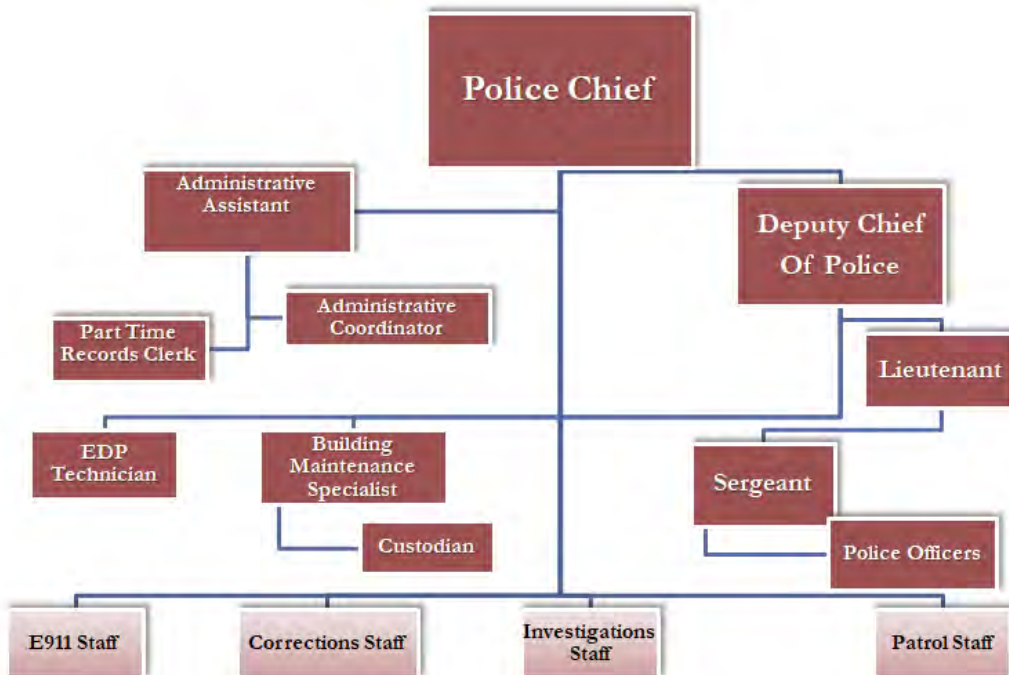 Police Chief
Administrative
Assistant
Deputy Chief
Of Police
Administrative
Coordinator
Part Time
Records Clerk
Lieutenant
EDP
Technician
Building
Maintenance
Specialist
Sergeant
Custodian
Police Officers
E911 Staff
Corrections Staff
Investigations
Staff
Patrol Staff